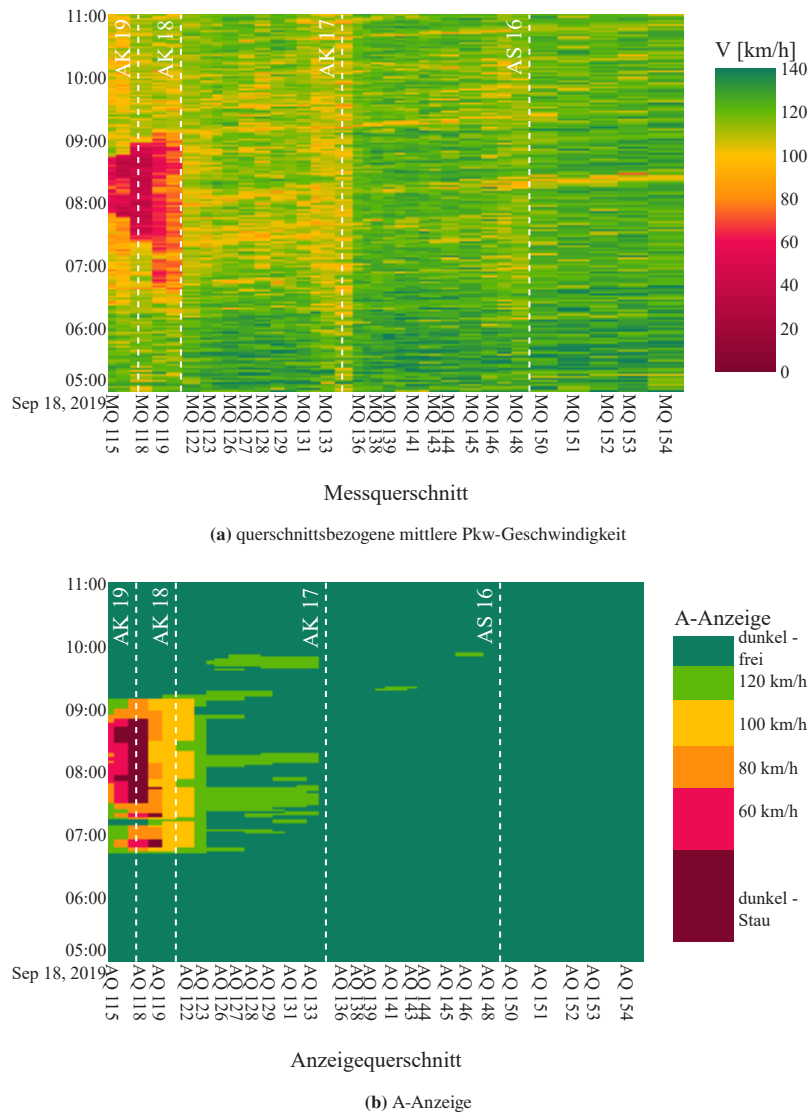 11:00
10:00
09:00
08:00
07:00
06:00
05:00
Sep 18, 2019
AK 19
AK 18
AK 17
AS 16
V [km/h]
140
120
100
80
60
40
20
0
MQ 115
MQ 118
MQ 119
MQ 122
MQ 123
MQ 126
MQ 127
MQ 128
MQ 129
MQ 131
MQ 133
MQ 136
MQ 138
MQ 139
MQ 141
MQ 143
MQ 144
MQ 145
MQ 146
MQ 148
MQ 150
MQ 151
MQ 152
MQ 153
MQ 154
Messquerschnitt
(a) querschnittsbezogene mittlere Pkw-Geschwindigkeit
11:00
10:00
09:00
08:00
07:00
06:00
05:00
Sep 18, 2019
AK 19
AK 18
AK 17
AS 16
A-Anzeige
dunkel -
frei
120 km/h
100 km/h
80 km/h
60 km/h
dunkel -
Stau
AQ 115
AQ 118
AQ 119
AQ 122
AQ 123
AQ 126
AQ 127
AQ 128
AQ 129
AQ 131
AQ 133
AQ 136
AQ 138
AQ 139
AQ 141
AQ 143
AQ 144
AQ 145
AQ 146
AQ 148
AQ 150
AQ 151
AQ 152
AQ 153
AQ 154
Anzeigequerschnitt
(b) A-Anzeige